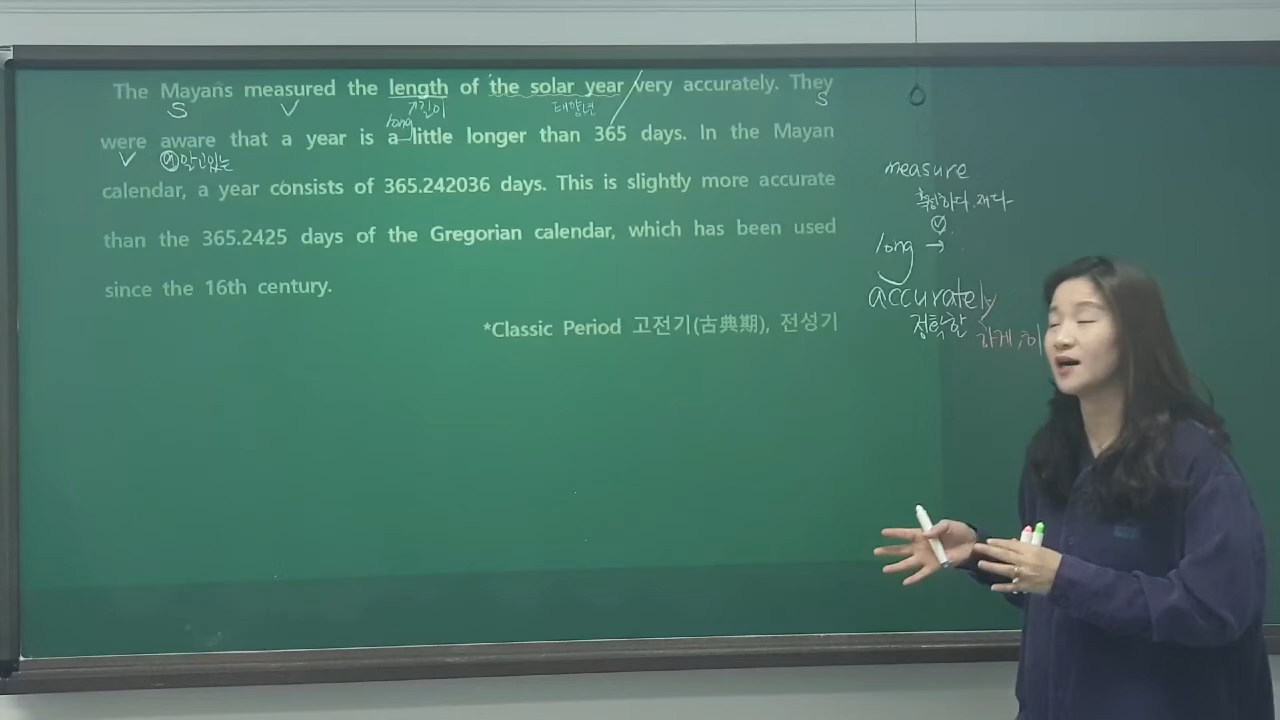 The Mayans measured the length of the solar year very accurately. They
S V 길이 태양년 S
long
were aware that a year is a little longer than 365 days. In the Mayan
V 알고있는
calendar, a year consists of 365.242036 days. This is slightly more accurate
than the 365.2425 days of the Gregorian calendar, which has been used
since the 16th century.
*Classic Period 고전기(古典期), 전성기
measure
측정하다. 재다
long →
accurately
정확한 하게, 히